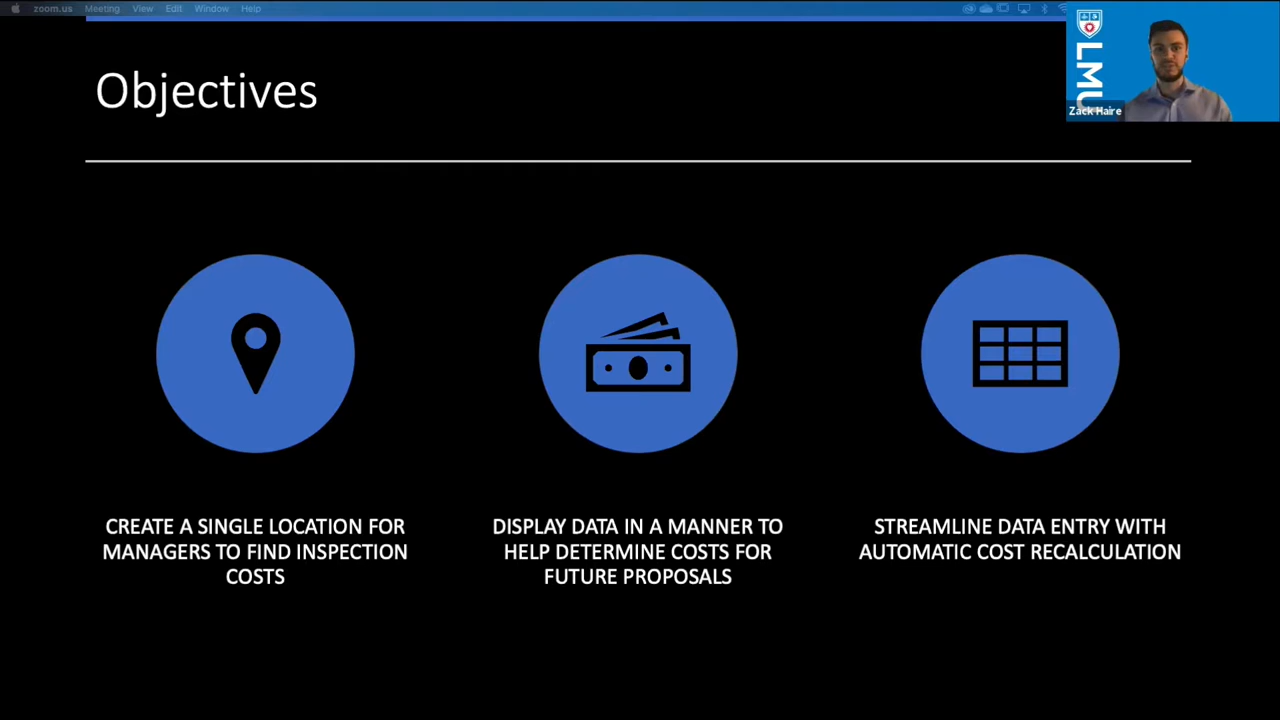 zoom.us Meeting View Edit Window Help
Objectives
LMU
Zack Haire
CREATE A SINGLE LOCATION FOR
MANAGERS TO FIND INSPECTION
COSTS
DISPLAY DATA IN A MANNER TO
HELP DETERMINE COSTS FOR
FUTURE PROPOSALS
STREAMLINE DATA ENTRY WITH
AUTOMATIC COST RECALCULATION